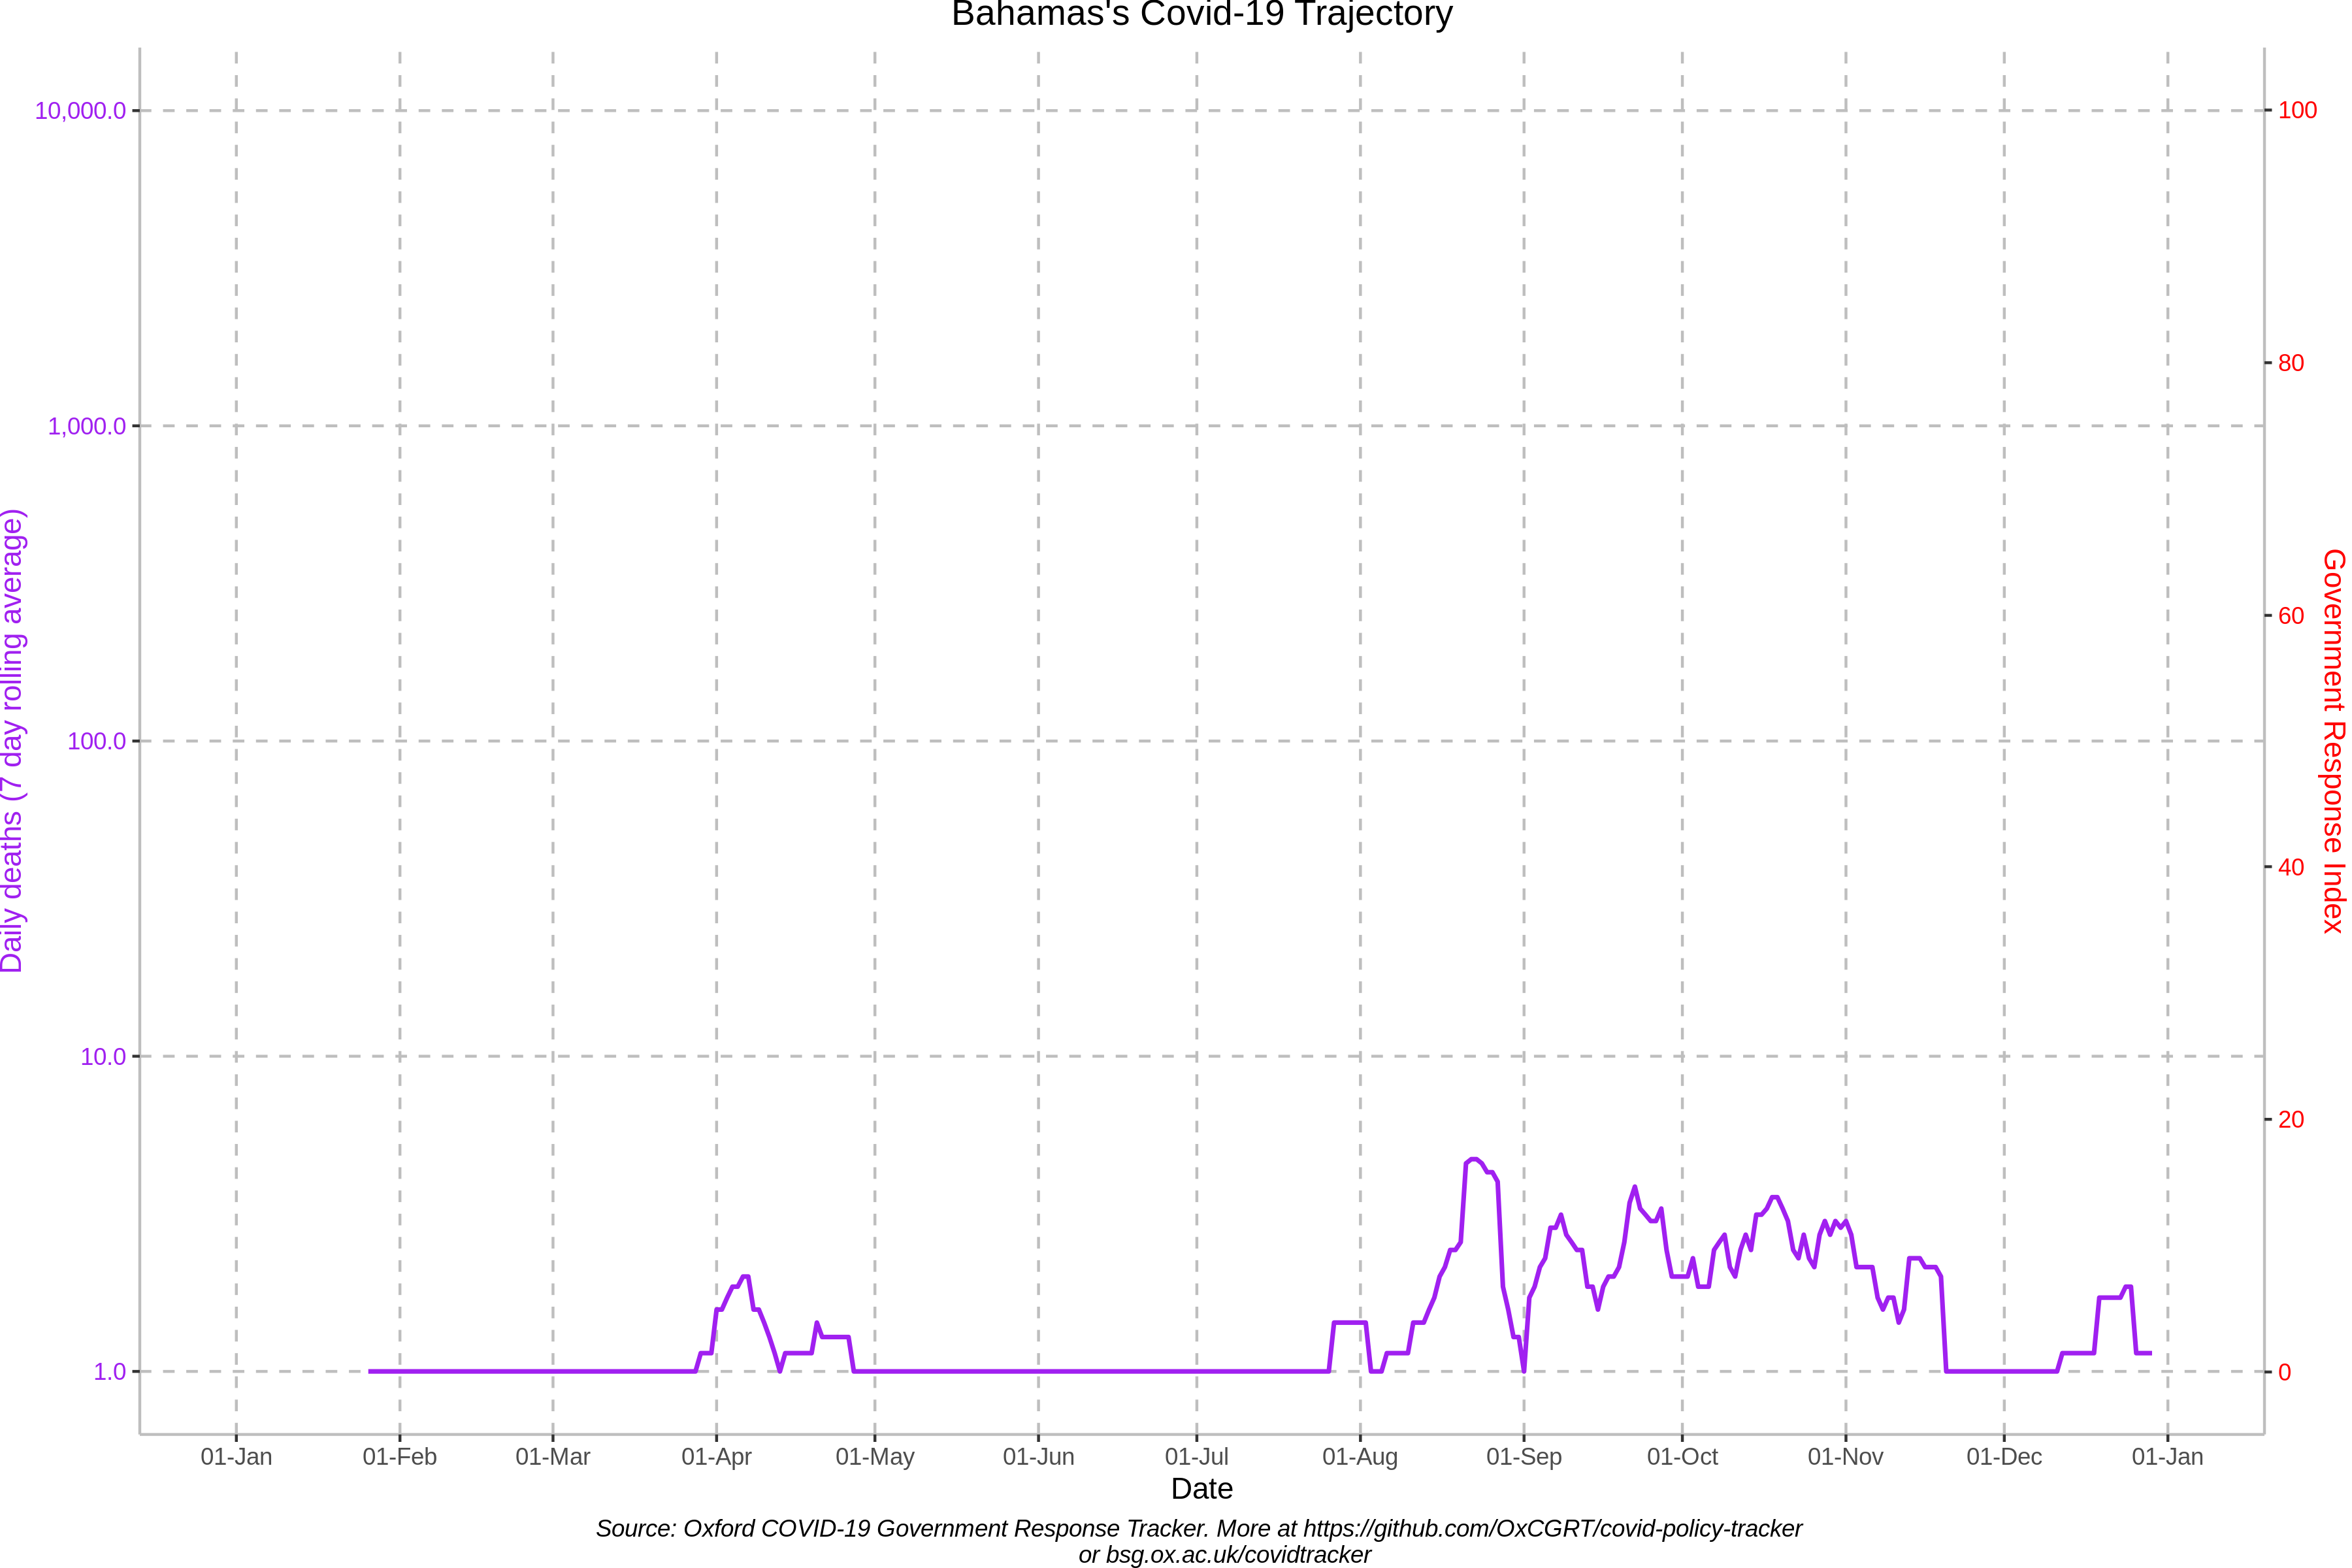 Bahamas's Covid-19 Trajectory
10,000.0
1,000.0
100.0
10.0
1.0
Daily deaths (7 day rolling average)
100
80
60
40
20
0
Government Response Index
01-Jan 01-Feb 01-Mar 01-Apr 01-May 01-Jun 01-Jul 01-Aug 01-Sep 01-Oct 01-Nov 01-Dec 01-Jan
Date
Source: Oxford COVID-19 Government Response Tracker. More at https://github.com/OxCGRT/covid-policy-tracker
or bsg.ox.ac.uk/covidtracker